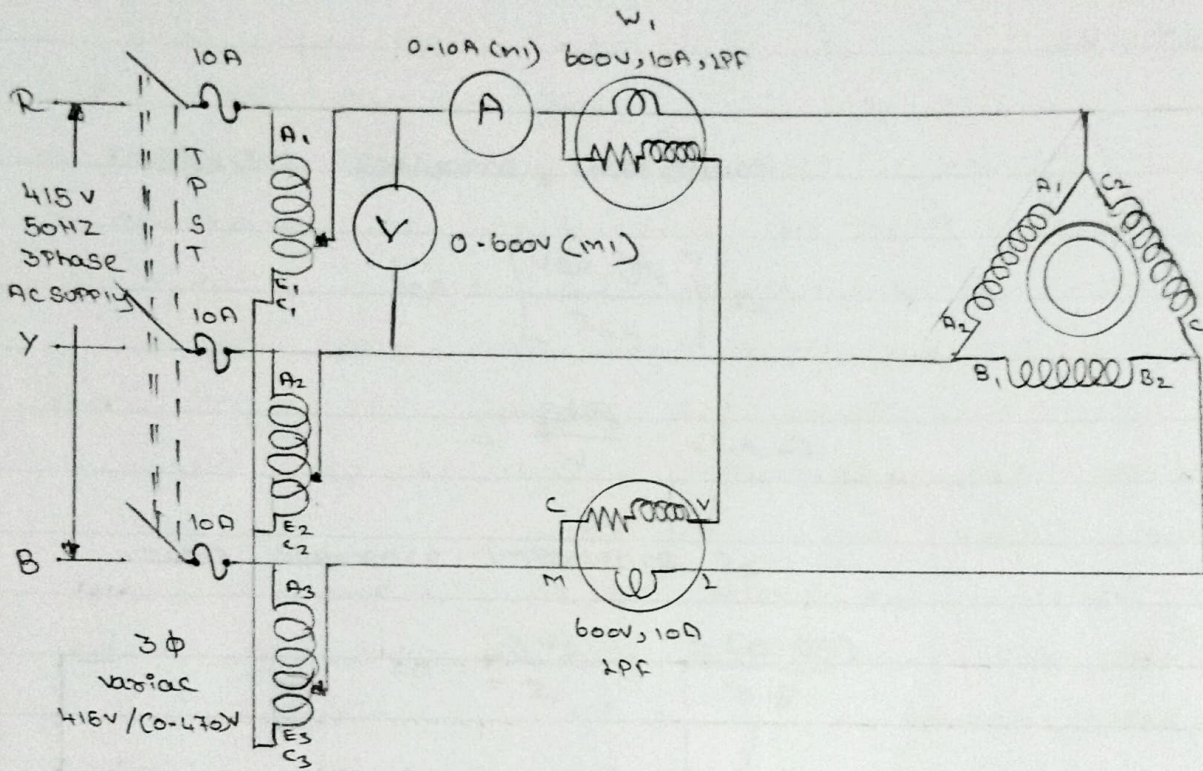 W1
0-10A (MI) 600V, 10A, LPF
10A
R
A
A1
T
P
S
T
415 V
50HZ
3Phase
AC SUPPLY
V
0-600V (MI)
E1
C1
A1
C2
A2
C1
10A
Y
B1
B2
A2
E2
C2
C
V
M
L
10A
B
A3
600V, 10A
LPF
3Φ
Variac
415V / (0-470)V
E3
C3